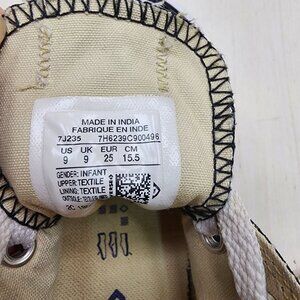 MADE IN INDIA
FABRIQUE EN INDE
7J235 7H6239C900496
US UK EUR CM
9 9 25 15.5
GENDER: INFANT
UPPER:TEXTILE
LINING:TEXTILE